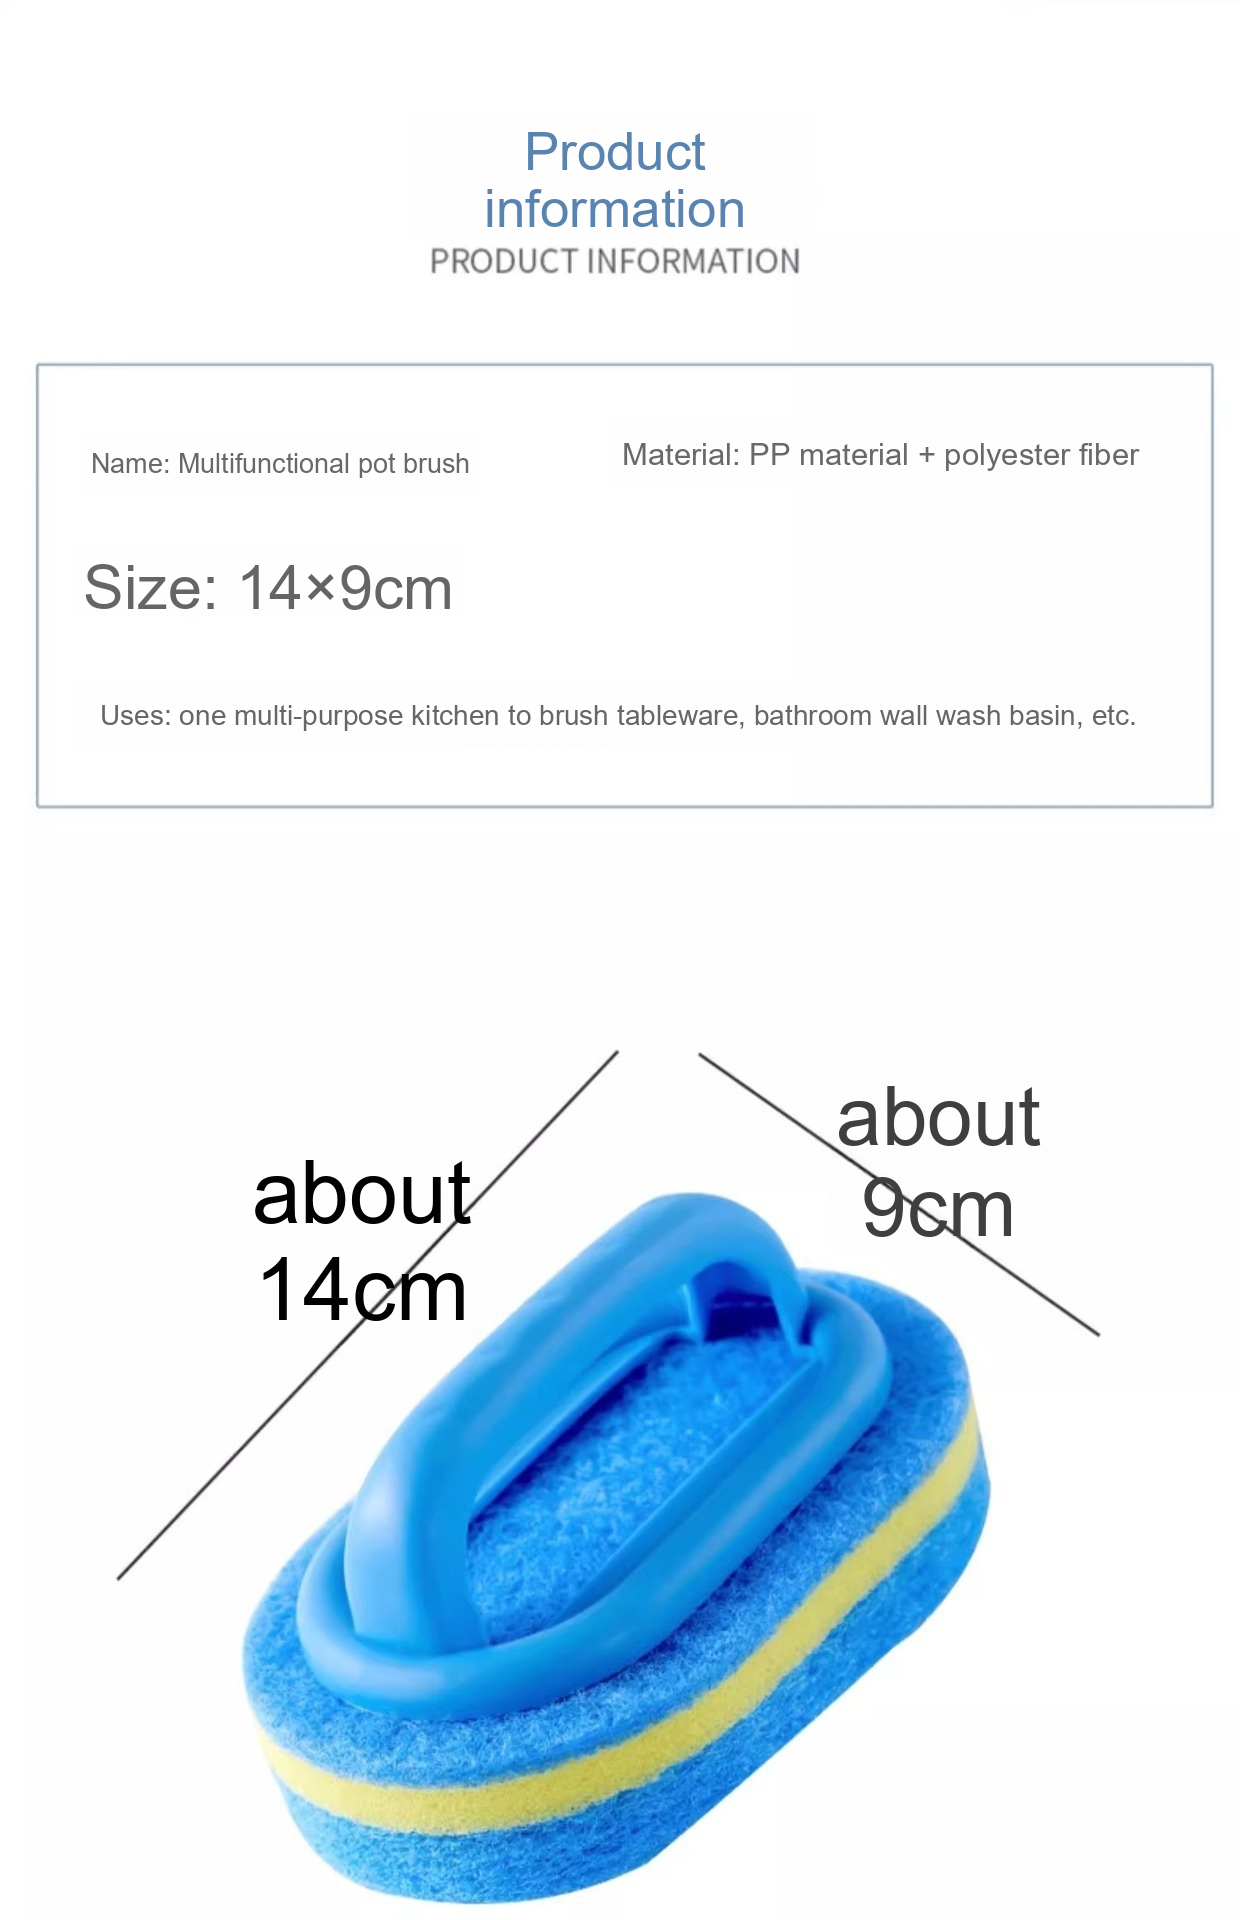 Product
information
PRODUCT INFORMATION
Name: Multifunctional pot brush
Material: PP material + polyester fiber
Size: 14×9cm
Uses: one multi-purpose kitchen to brush tableware, bathroom wall wash basin, etc.
about
14cm
about
9cm